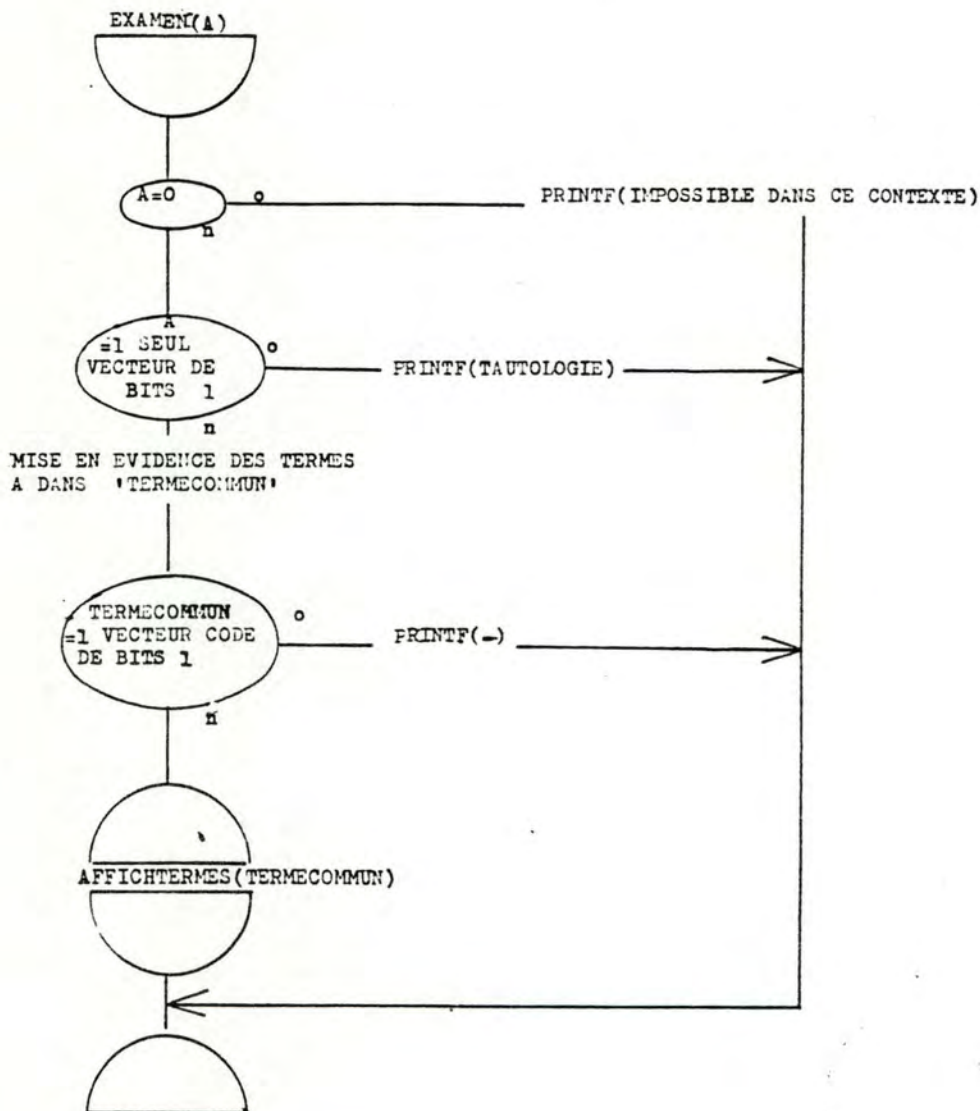 EXAMEN(A)
A=0
o
PRINTF(IMPOSSIBLE DANS CE CONTEXTE)
n
A
=1 SEUL
VECTEUR DE
BITS 1
o
PRINTF(TAUTOLOGIE)
n
MISE EN EVIDENCE DES TERMES
A DANS 'TERMECOMMUN'
TERMECOMMUN
=1 VECTEUR CODE
DE BITS 1
o
PRINTF(-)
n
AFFICHTERMES(TERMECOMMUN)